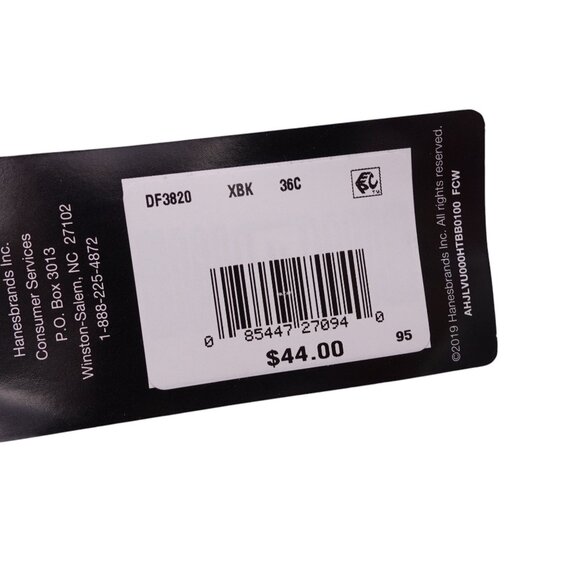 Hanesbrands Inc.
Consumer Services
P.O. Box 3013
Winston-Salem, NC 27102
1-888-225-4872
DF3820 XBK 36C
TM
0 85447 27094 0
$44.00 95
©2019 Hanesbrands Inc. All rights reserved.
AHJLVU000HTBB0100 FCW